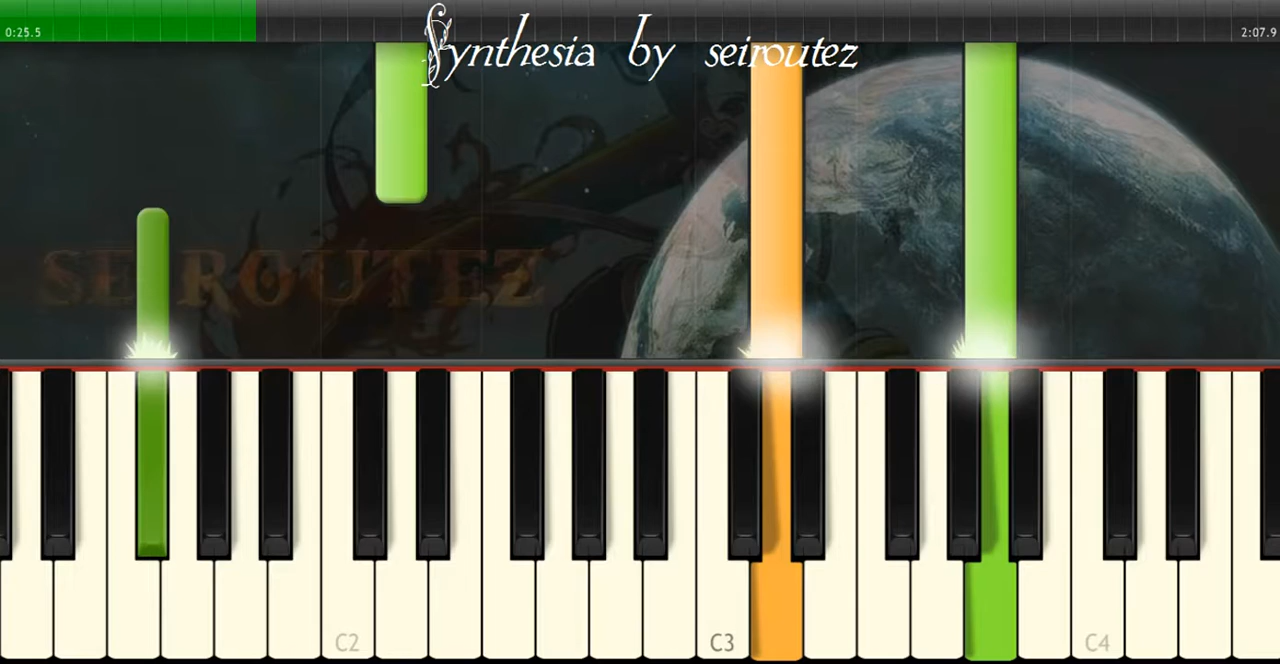 Synthesia by seiroutez
0:25.5
2:07.9
SEIROUTEZ
C2
C3
C4